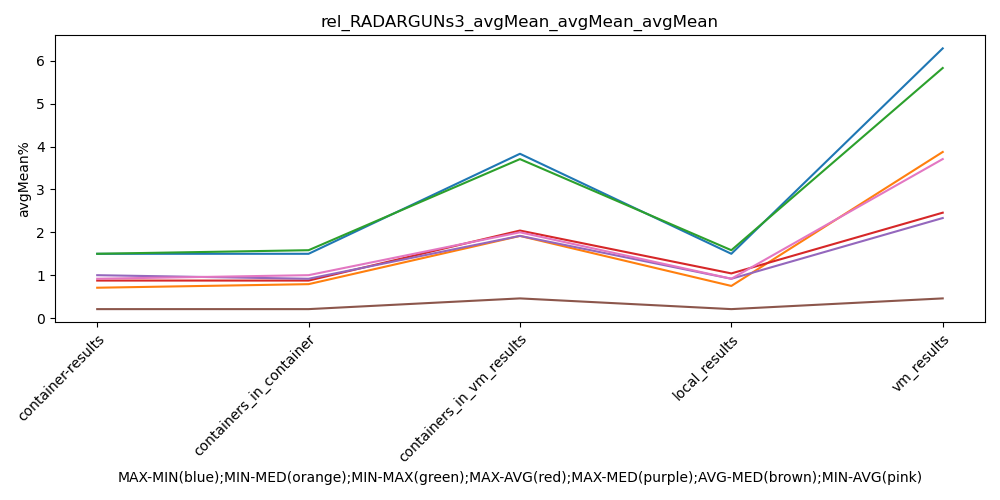 rel_RADARGUNs3_avgMean_avgMean_avgMean
avgMean%
6
5
4
3
2
1
0
container-results
containers_in_container
containers_in_vm_results
local_results
vm_results
MAX-MIN(blue);MIN-MED(orange);MIN-MAX(green);MAX-AVG(red);MAX-MED(purple);AVG-MED(brown);MIN-AVG(pink)